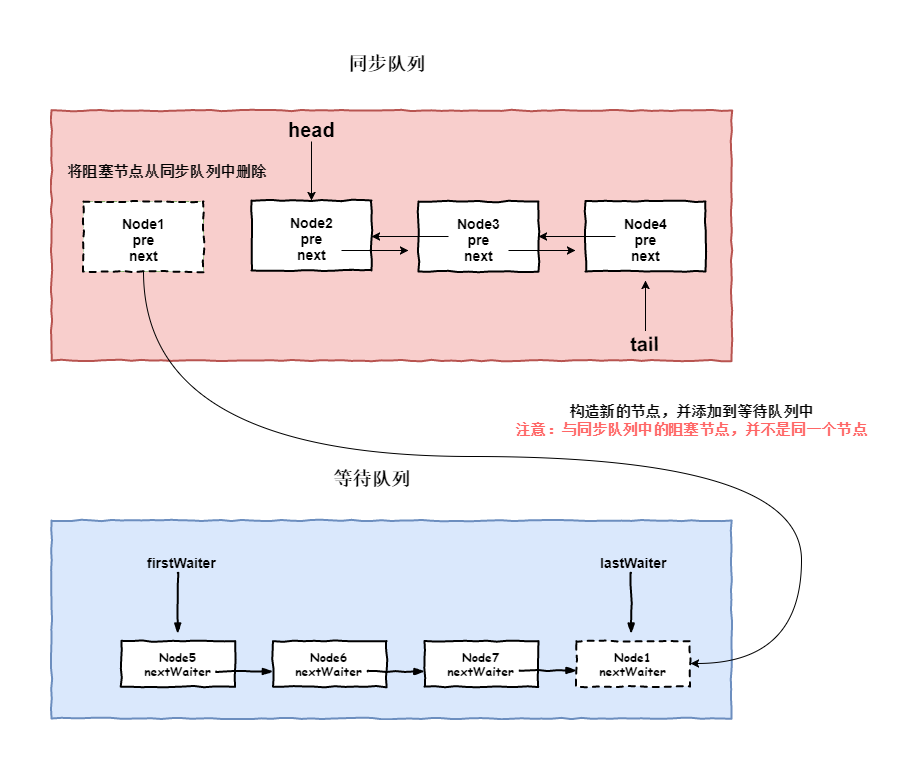 同步队列
head
将阻塞节点从同步队列中删除
Node1
pre
next
Node2
pre
next
Node3
pre
next
Node4
pre
next
tail
构造新的节点，并添加到等待队列中
注意：与同步队列中的阻塞节点，并不是同一个节点
等待队列
firstWaiter
lastWaiter
Node5
nextWaiter
Node6
nextWaiter
Node7
nextWaiter
Node1
nextWaiter